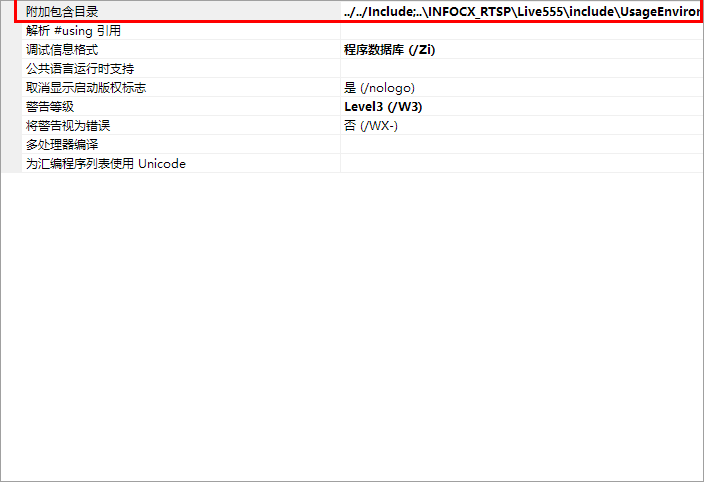 附加包含目录 ../../Include;..\INFOCX_RTSP\Live555\include\UsageEnviron
解析 #using 引用
调试信息格式 程序数据库 (/Zi)
公共语言运行时支持
取消显示启动版权标志 是 (/nologo)
警告等级 Level3 (/W3)
将警告视为错误 否 (/WX-)
多处理器编译
为汇编程序列表使用 Unicode